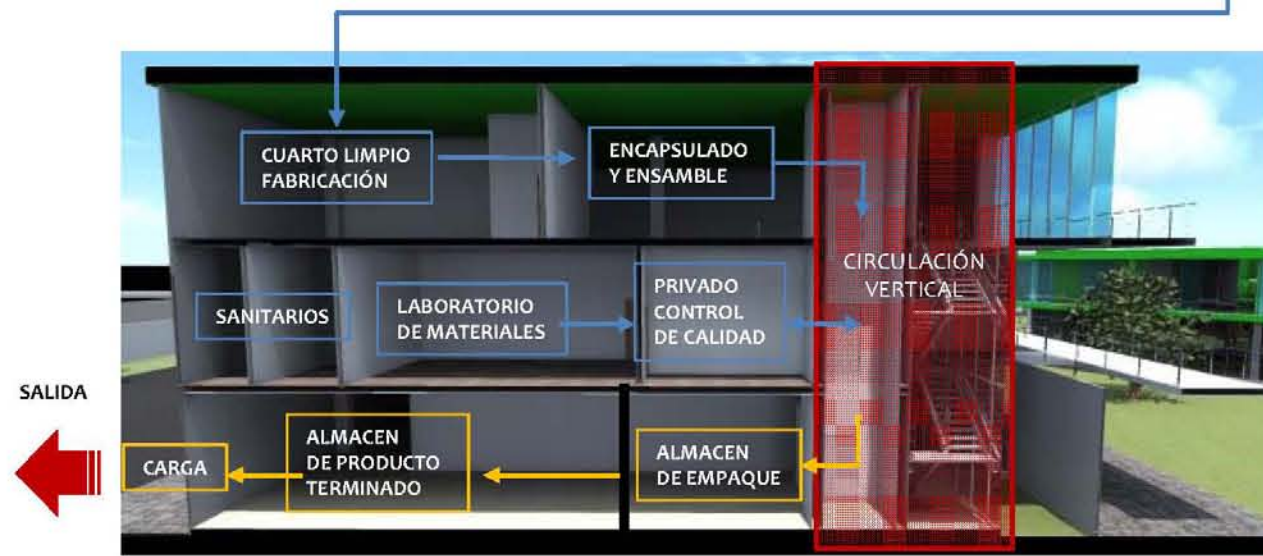 CUARTO LIMPIO
FABRICACIÓN
ENCAPSULADO
Y ENSAMBLE
CIRCULACIÓN
VERTICAL
SANITARIOS
LABORATORIO
DE MATERIALES
PRIVADO
CONTROL
DE CALIDAD
SALIDA
CARGA
ALMACEN
DE PRODUCTO
TERMINADO
ALMACEN
DE EMPAQUE